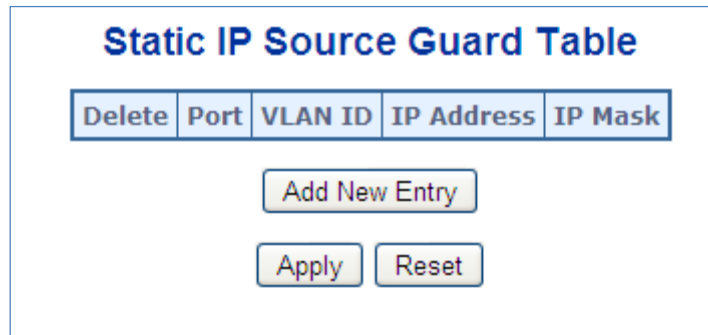 Static IP Source Guard Table
Delete Port VLAN ID IP Address IP Mask
Add New Entry
Apply Reset